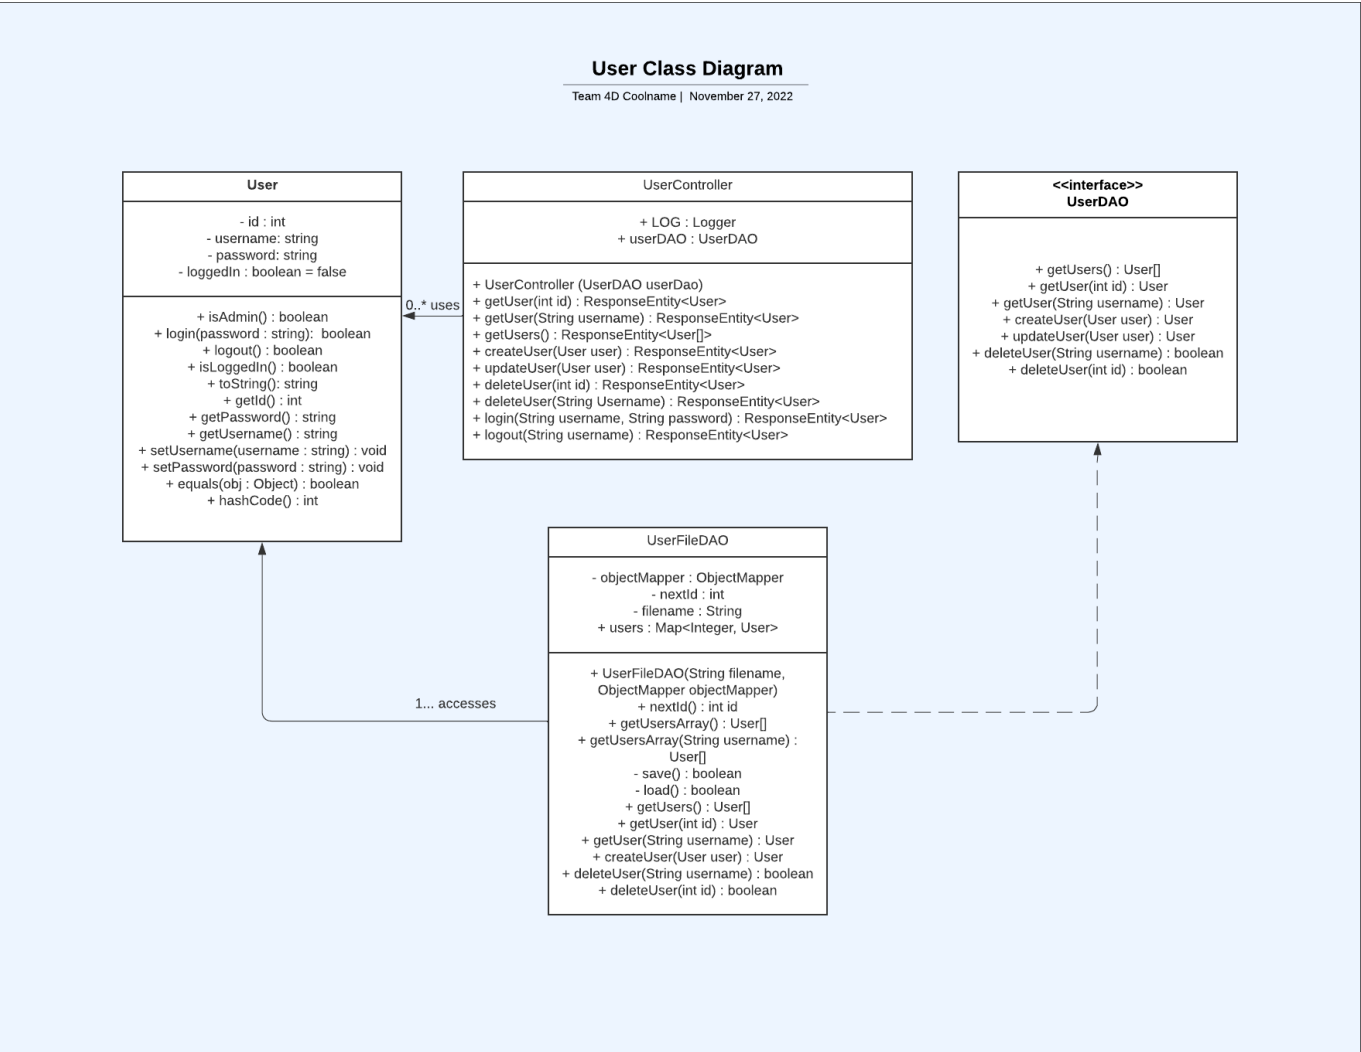 User Class Diagram
Team 4D Coolname | November 27, 2022
User
- id : int
- username: string
- password: string
- loggedIn : boolean = false
+ isAdmin() : boolean
+ login(password : string): boolean
+ logout() : boolean
+ isLoggedIn() : boolean
+ toString(): string
+ getId() : int
+ getPassword() : string
+ getUsername() : string
+ setUsername(username : string) : void
+ setPassword(password : string) : void
+ equals(obj : Object) : boolean
+ hashCode() : int
0..* uses
UserController
+ LOG : Logger
+ userDAO : UserDAO
+ UserController (UserDAO userDao)
+ getUser(int id) : ResponseEntity<User>
+ getUser(String username) : ResponseEntity<User>
+ getUsers() : ResponseEntity<User[]>
+ createUser(User user) : ResponseEntity<User>
+ updateUser(User user) : ResponseEntity<User>
+ deleteUser(int id) : ResponseEntity<User>
+ deleteUser(String Username) : ResponseEntity<User>
+ login(String username, String password) : ResponseEntity<User>
+ logout(String username) : ResponseEntity<User>
<<interface>>
UserDAO
+ getUsers() : User[]
+ getUser(int id) : User
+ getUser(String username) : User
+ createUser(User user) : User
+ updateUser(User user) : User
+ deleteUser(String username) : boolean
+ deleteUser(int id) : boolean
1... accesses
UserFileDAO
- objectMapper : ObjectMapper
- nextId : int
- filename : String
+ users : Map<Integer, User>
+ UserFileDAO(String filename,
ObjectMapper objectMapper)
+ nextId() : int id
+ getUsersArray() : User[]
+ getUsersArray(String username) :
User[]
- save() : boolean
- load() : boolean
+ getUsers() : User[]
+ getUser(int id) : User
+ getUser(String username) : User
+ createUser(User user) : User
+ deleteUser(String username) : boolean
+ deleteUser(int id) : boolean